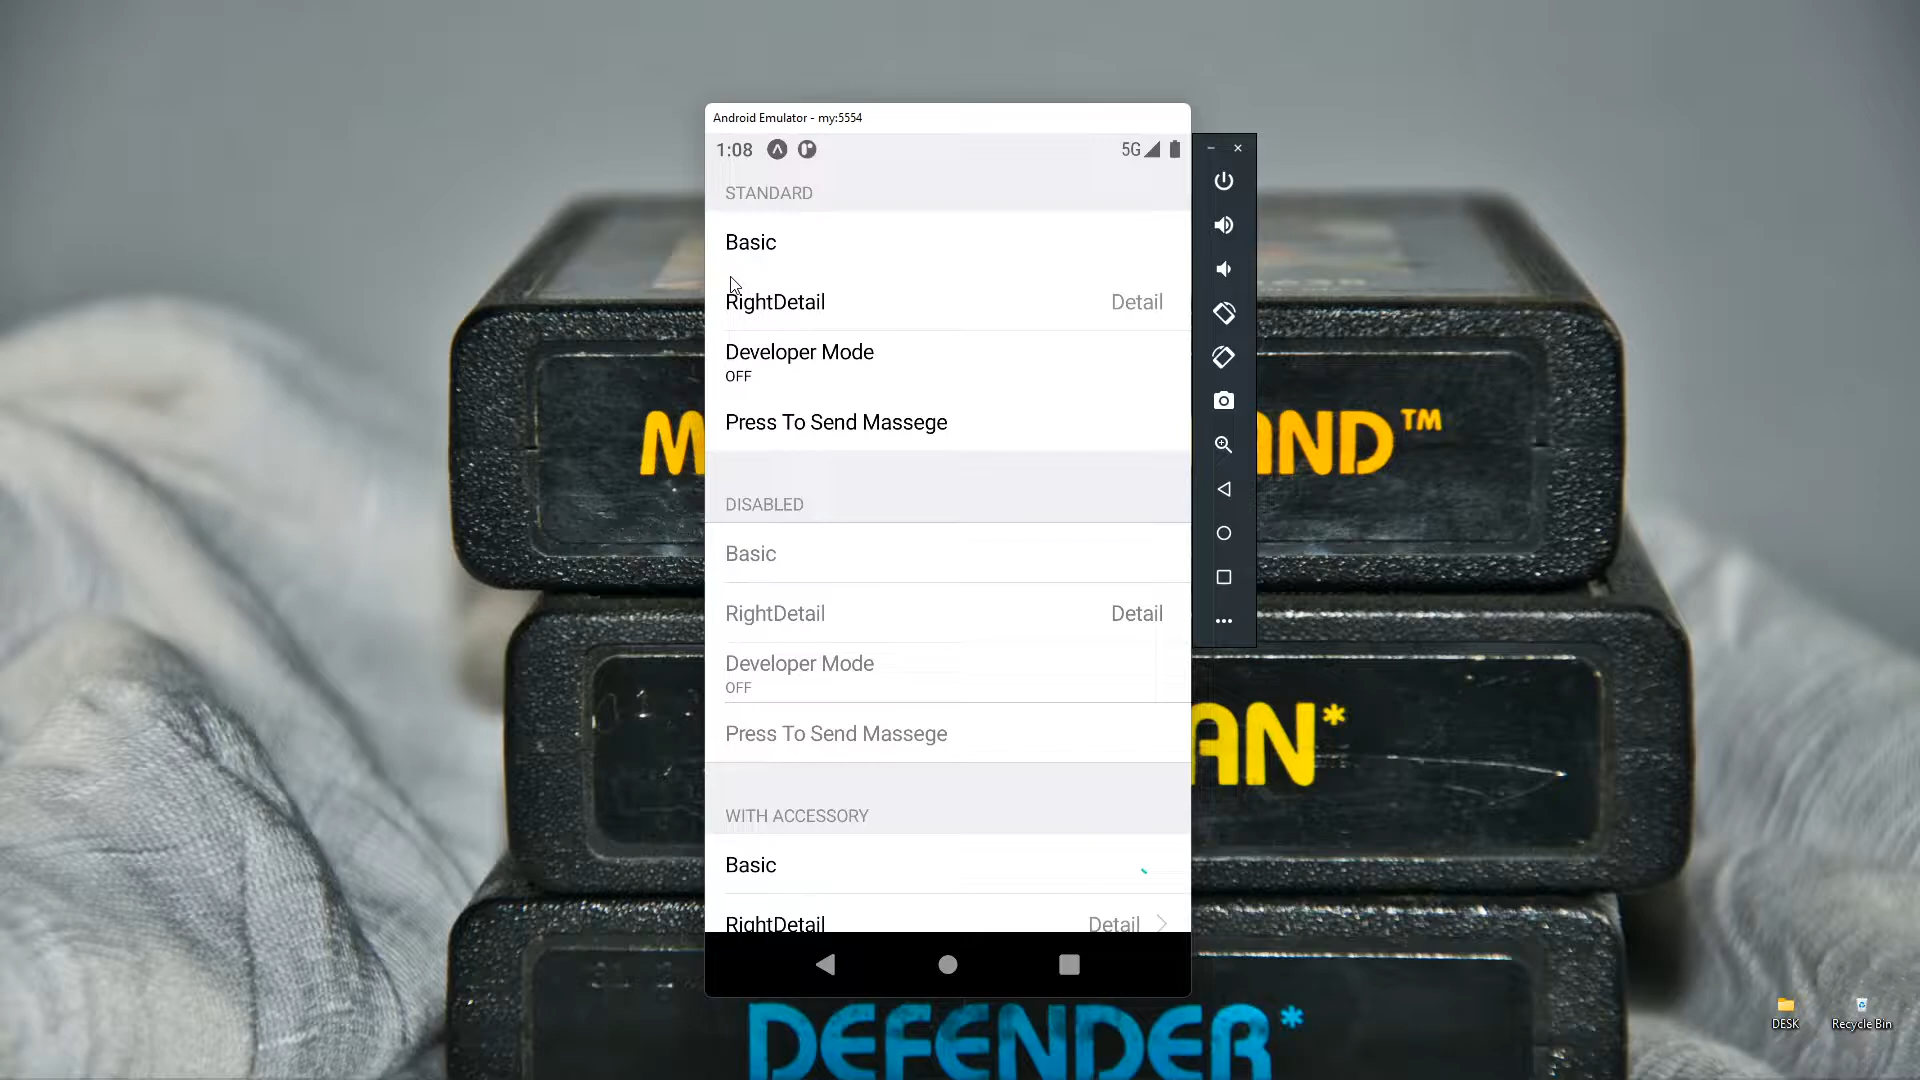 Android Emulator - my:5554
1:08
5G
STANDARD
Basic
RightDetail Detail
Developer Mode
OFF
Press To Send Massege
DISABLED
Basic
RightDetail Detail
Developer Mode
OFF
Press To Send Massege
WITH ACCESSORY
Basic
RightDetail Detail
M
AND™
AN*
DEFENDER*
DESK
Recycle Bin